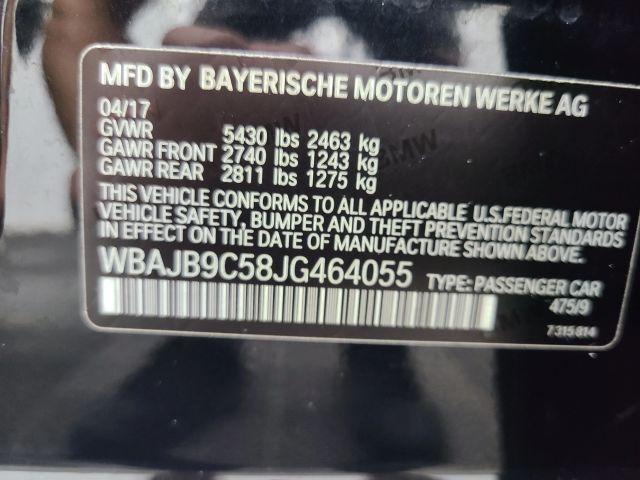 MFD BY BAYERISCHE MOTOREN WERKE AG
04/17
GVWR 5430 lbs 2463 kg
GAWR FRONT 2740 lbs 1243 kg
GAWR REAR 2811 lbs 1275 kg
THIS VEHICLE CONFORMS TO ALL APPLICABLE U.S.FEDERAL MOTOR
VEHICLE SAFETY, BUMPER AND THEFT PREVENTION STANDARDS
IN EFFECT ON THE DATE OF MANUFACTURE SHOWN ABOVE.
WBAJB9C58JG464055 TYPE: PASSENGER CAR
475/9
7 315 814